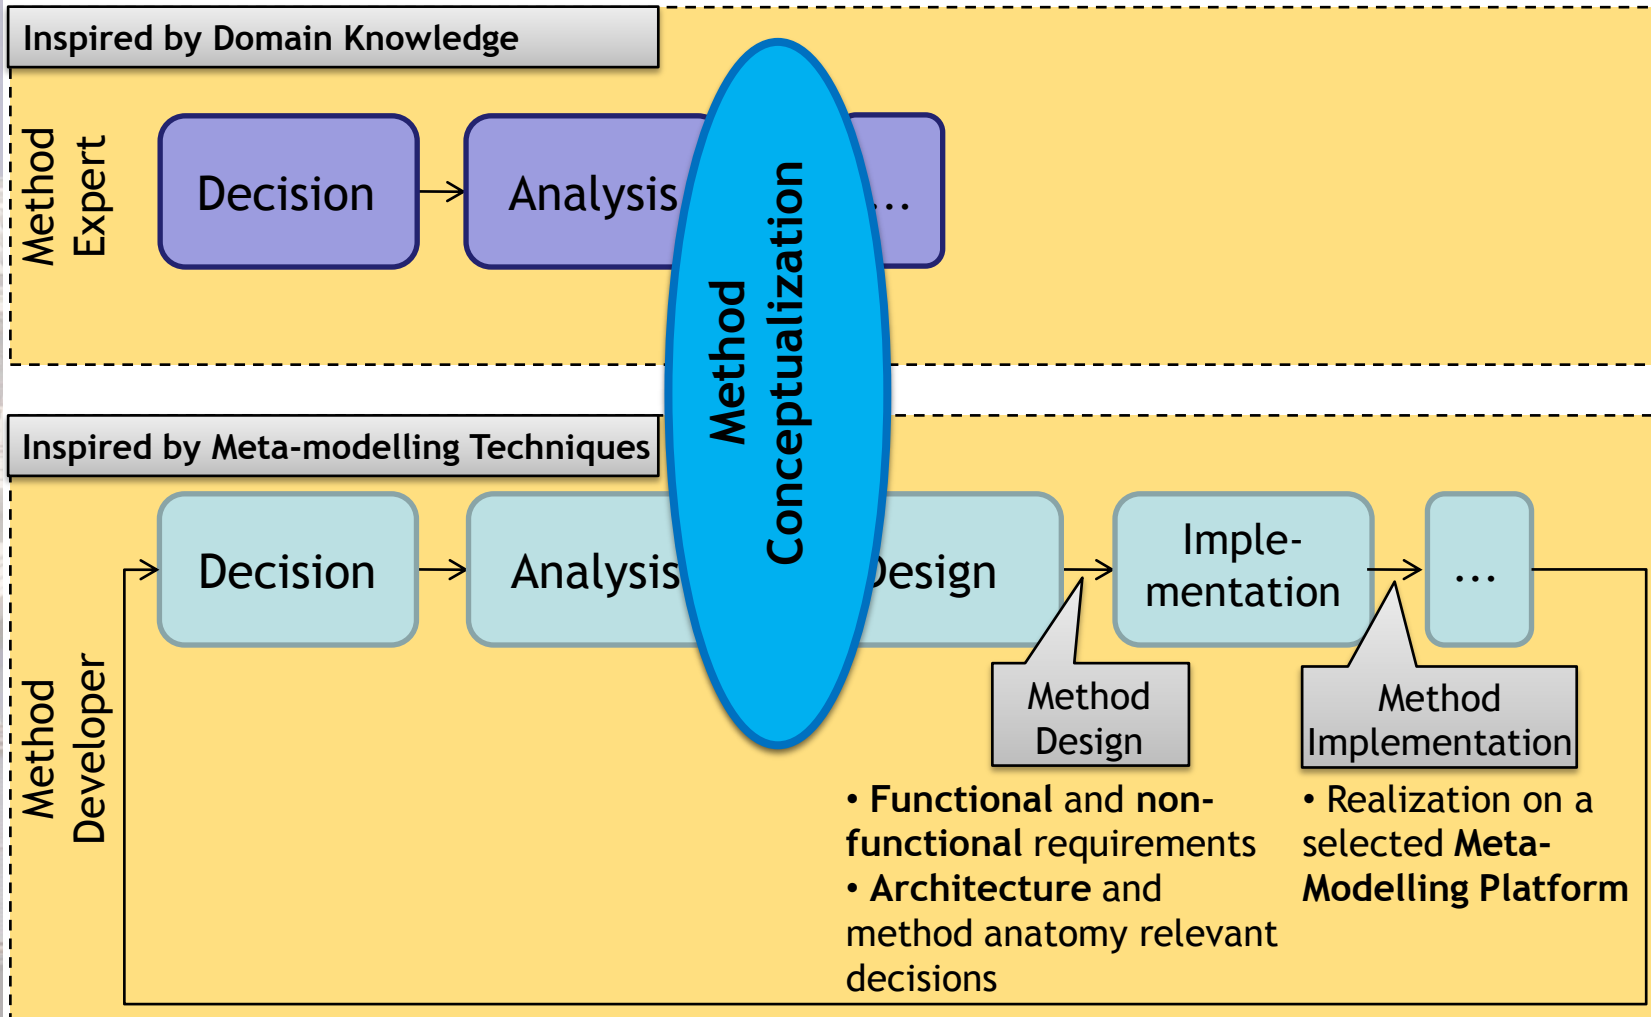 Inspired by Domain Knowledge
Method
Expert
Decision
Analysis
...
Method
Conceptualization
Inspired by Meta-modelling Techniques
Method
Developer
Decision
Analysis
Design
Imple-
mentation
...
Method
Design
Method
Implementation
• Functional and non-
functional requirements
• Architecture and
method anatomy relevant
decisions
• Realization on a
selected Meta-
Modelling Platform